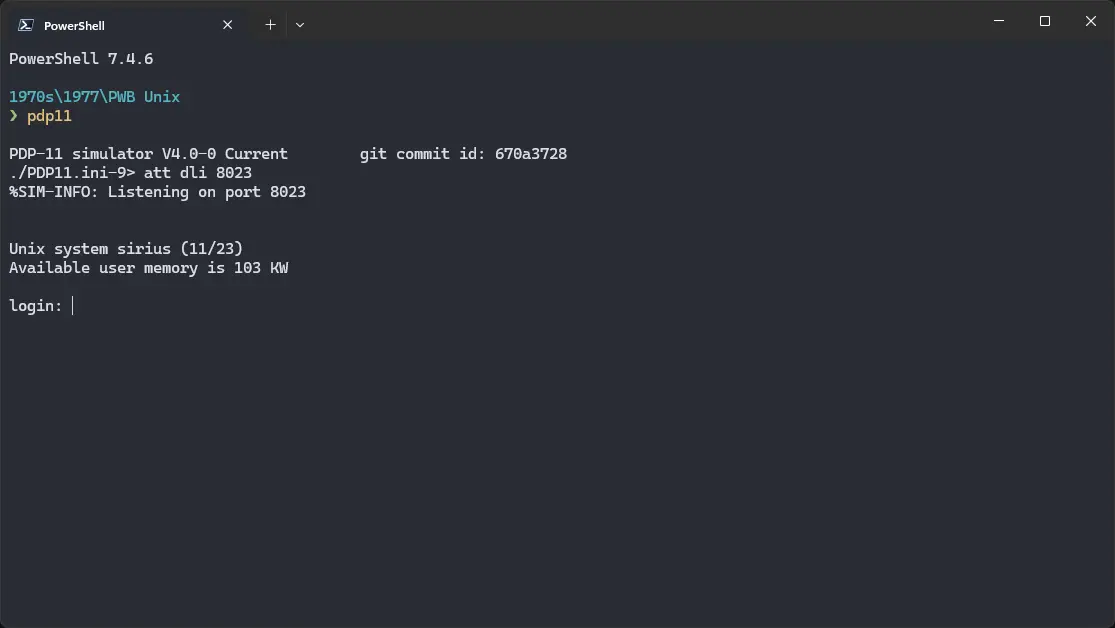 PowerShell
PowerShell 7.4.6
1970s\1977\PWB Unix
❯ pdp11
PDP-11 simulator V4.0-0 Current        git commit id: 670a3728
./PDP11.ini-9> att dli 8023
%SIM-INFO: Listening on port 8023
Unix system sirius (11/23)
Available user memory is 103 KW
login: